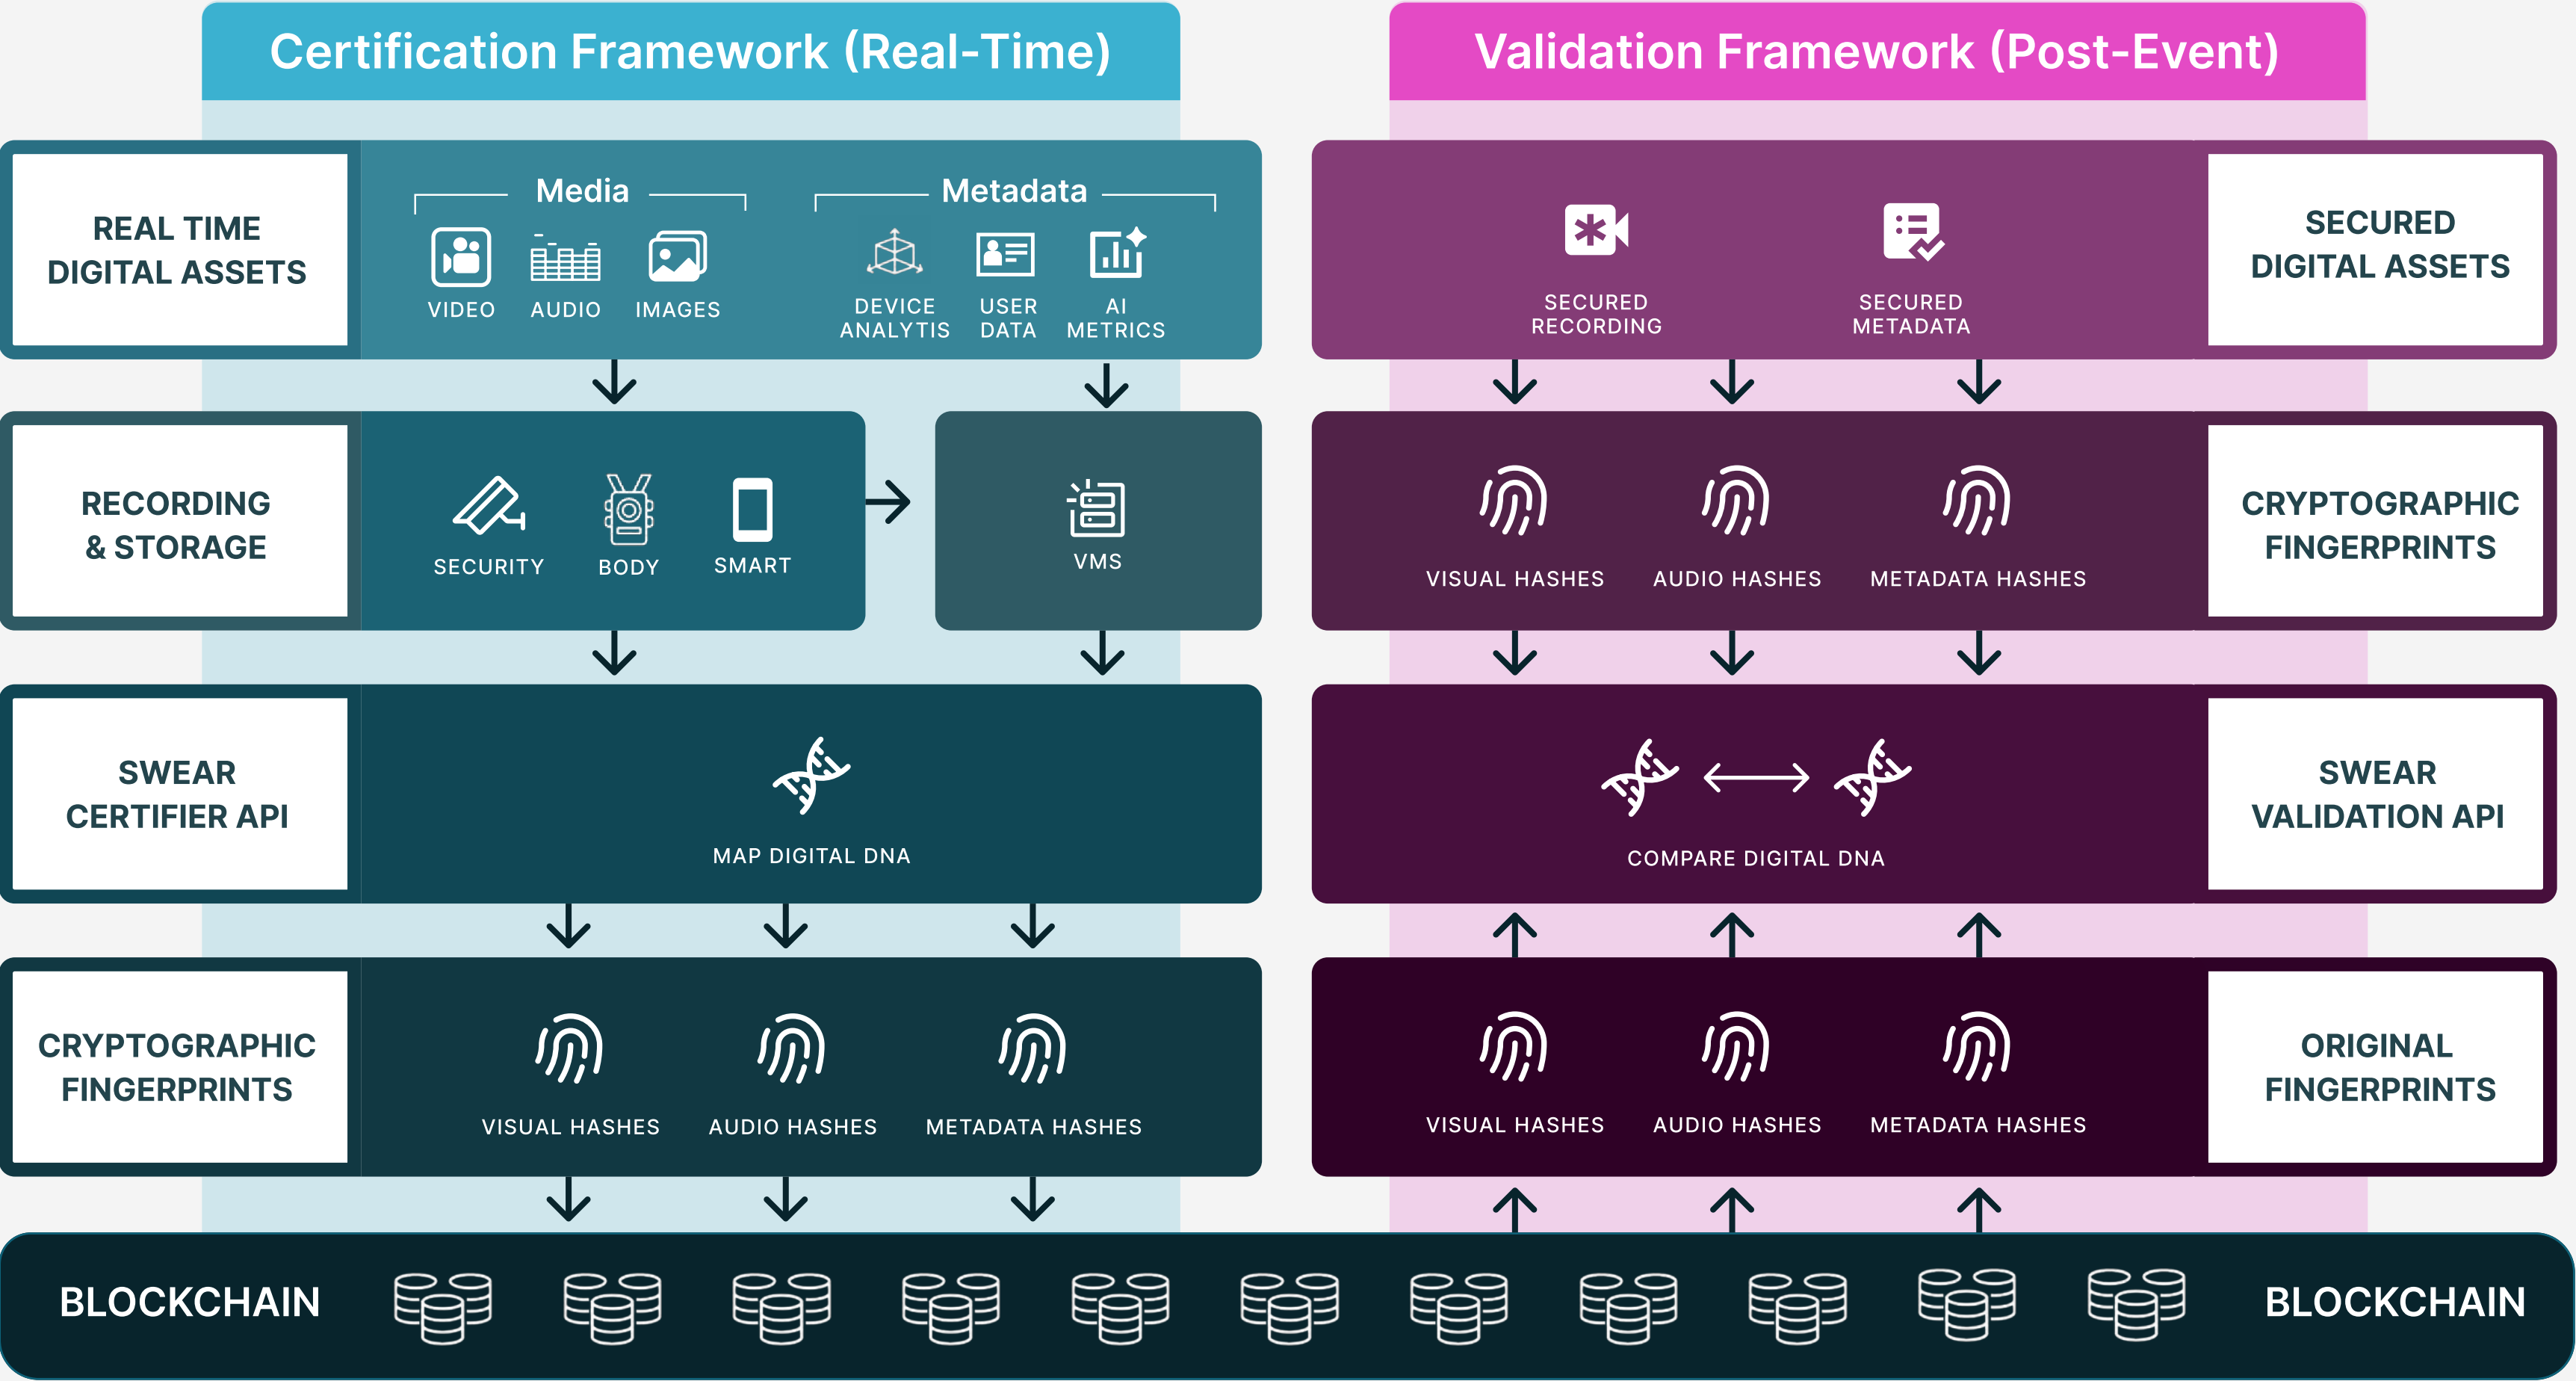 Certification Framework (Real-Time)
REAL TIME
DIGITAL ASSETS
Media
VIDEO
AUDIO
IMAGES
Metadata
DEVICE
ANALYTIS
USER
DATA
AI
METRICS
RECORDING
& STORAGE
SECURITY
BODY
SMART
VMS
SWEAR
CERTIFIER API
MAP DIGITAL DNA
CRYPTOGRAPHIC
FINGERPRINTS
VISUAL HASHES
AUDIO HASHES
METADATA HASHES
Validation Framework (Post-Event)
SECURED
RECORDING
SECURED
METADATA
SECURED
DIGITAL ASSETS
VISUAL HASHES
AUDIO HASHES
METADATA HASHES
CRYPTOGRAPHIC
FINGERPRINTS
COMPARE DIGITAL DNA
SWEAR
VALIDATION API
VISUAL HASHES
AUDIO HASHES
METADATA HASHES
ORIGINAL
FINGERPRINTS
BLOCKCHAIN
BLOCKCHAIN